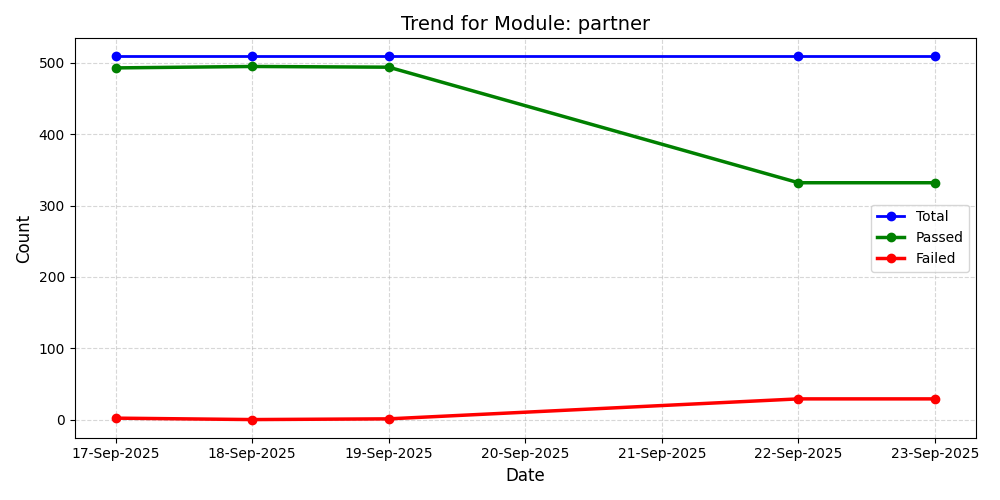 Trend for Module: partner
500
400
300
200
100
0
Count
Total
Passed
Failed
17-Sep-2025
18-Sep-2025
19-Sep-2025
20-Sep-2025
21-Sep-2025
22-Sep-2025
23-Sep-2025
Date